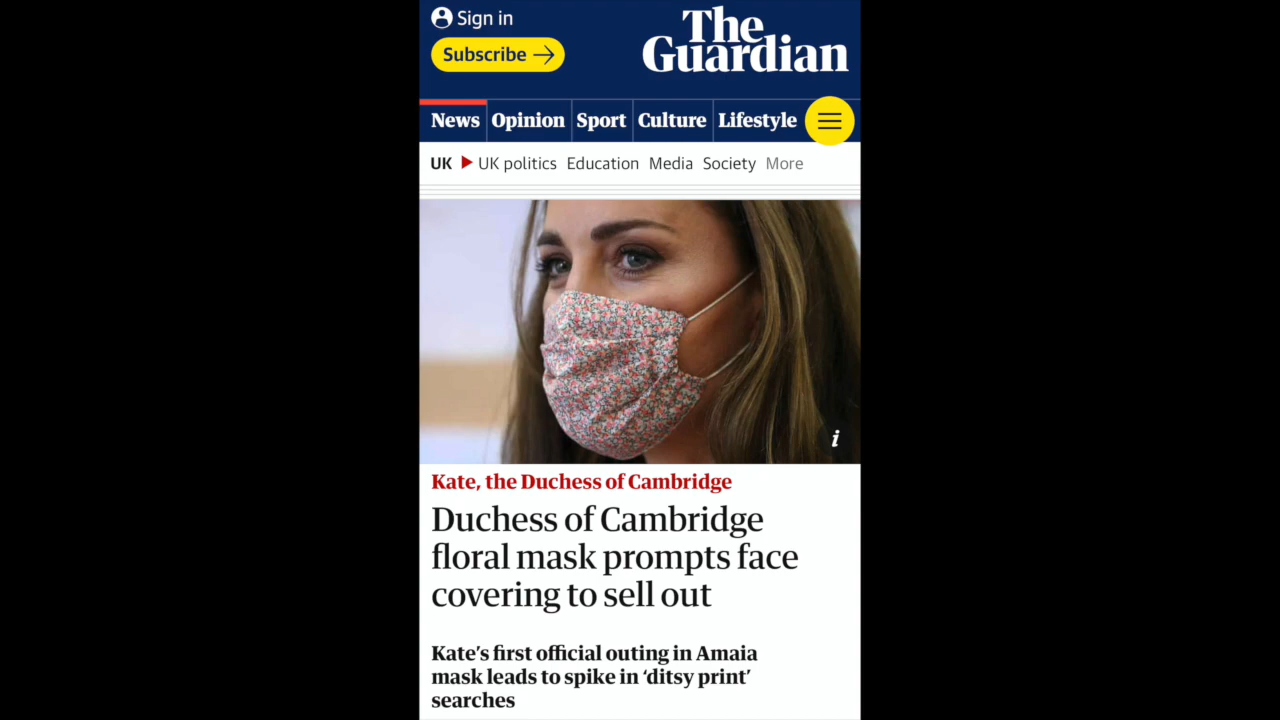 Sign in
Subscribe
The
Guardian
News Opinion Sport Culture Lifestyle
UK UK politics Education Media Society More
i
Kate, the Duchess of Cambridge
Duchess of Cambridge
floral mask prompts face
covering to sell out
Kate's first official outing in Amaia
mask leads to spike in 'ditsy print'
searches